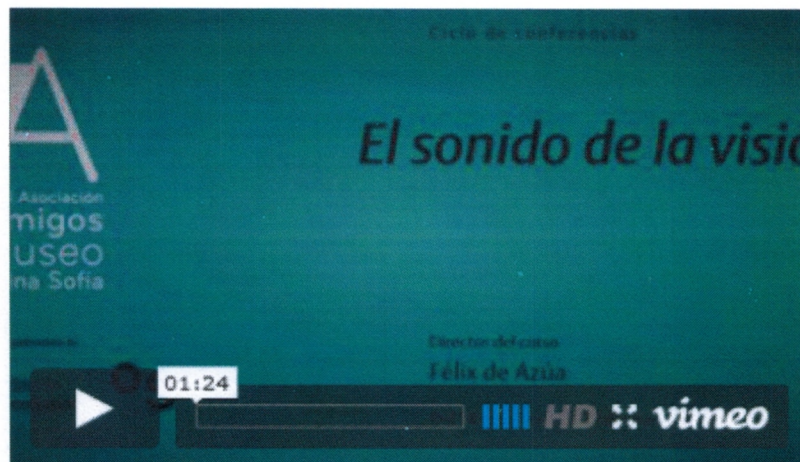 Ciclo de conferencias
El sonido de la visio
A
Asociación
migos
useo
na Sofía
Director del curso
Félix de Azúa
01:24
HD
vimeo